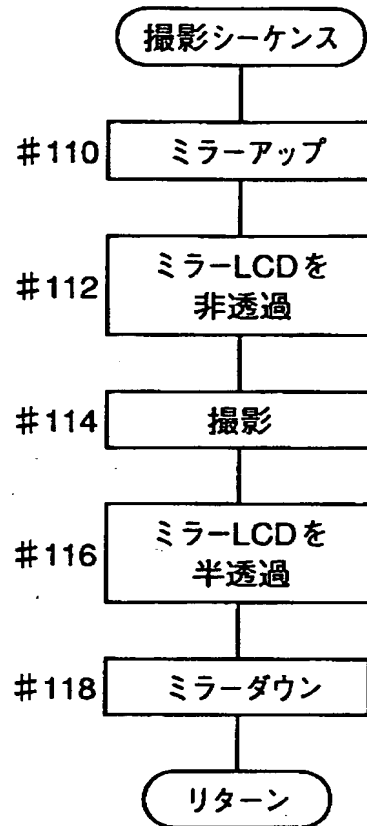 撮影シーケンス
#110 ミラーアップ
#112 ミラーLCDを
非透過
#114 撮影
#116 ミラーLCDを
半透過
#118 ミラーダウン
リターン